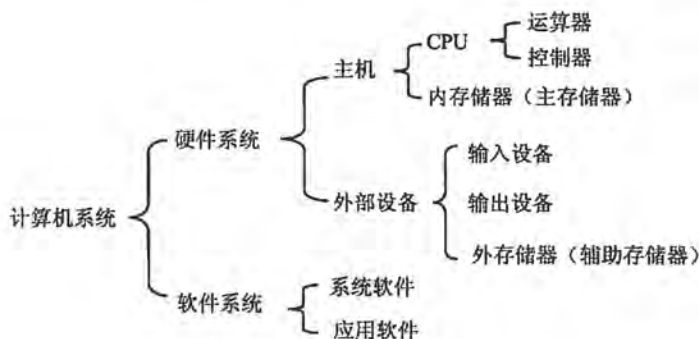 运算器
CPU
控制器
主机
内存储器（主存储器）
硬件系统
输入设备
外部设备
输出设备
计算机系统
外存储器（辅助存储器）
系统软件
软件系统
应用软件